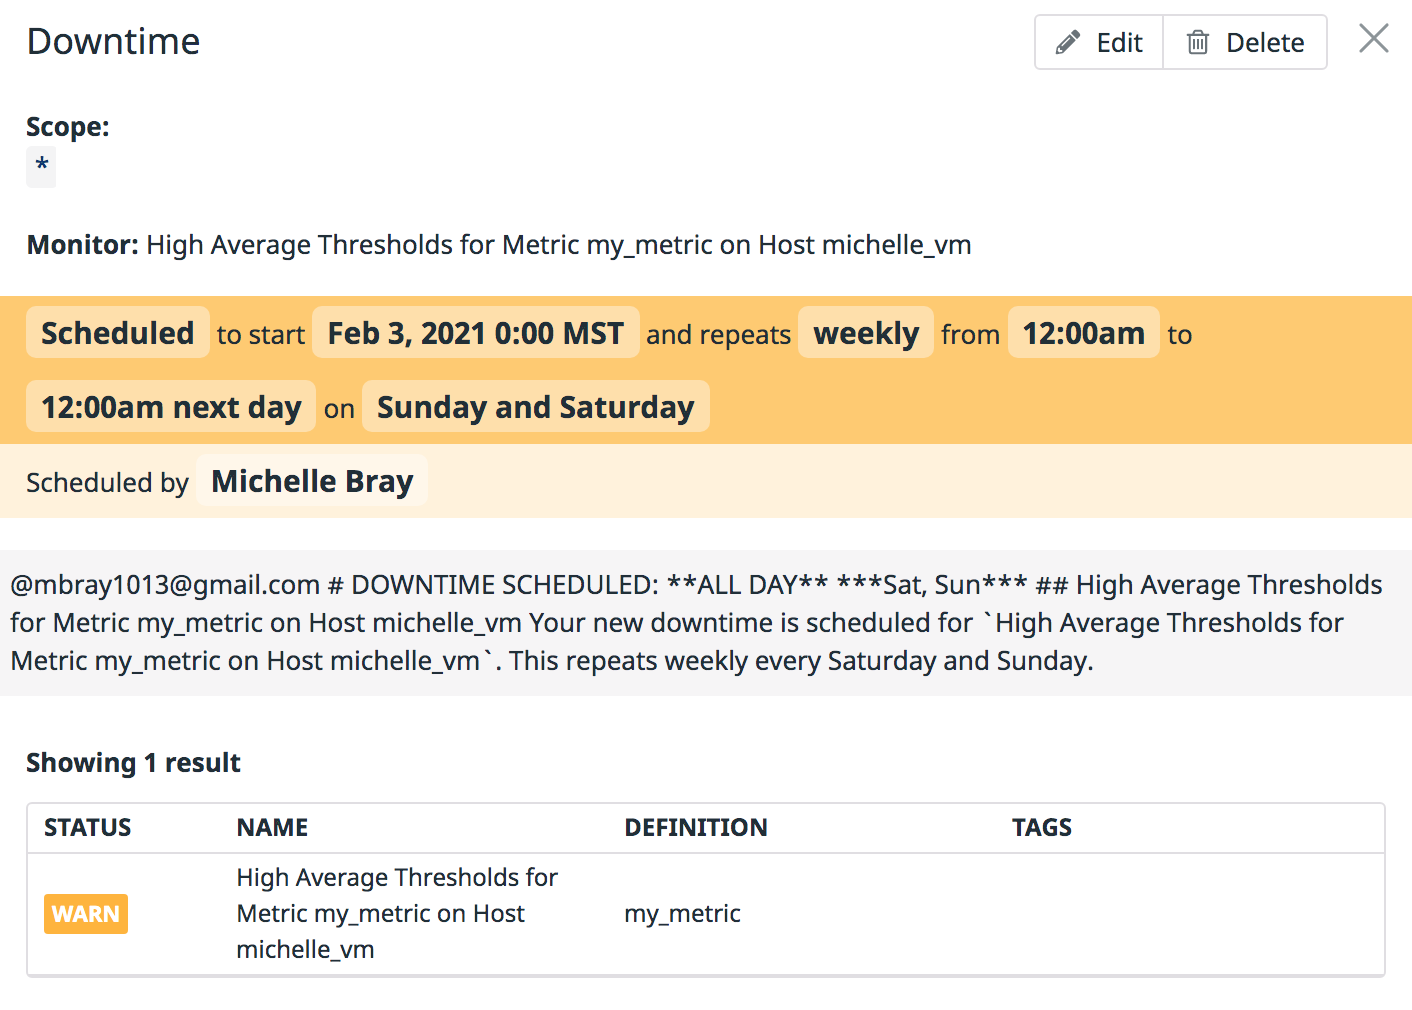 Downtime
Edit
Delete
Scope:
*
Monitor: High Average Thresholds for Metric my_metric on Host michelle_vm
Scheduled to start Feb 3, 2021 0:00 MST and repeats weekly from 12:00am to
12:00am next day on Sunday and Saturday
Scheduled by Michelle Bray
@mbray1013@gmail.com # DOWNTIME SCHEDULED: **ALL DAY** ***Sat, Sun*** ## High Average Thresholds
for Metric my_metric on Host michelle_vm Your new downtime is scheduled for `High Average Thresholds for
Metric my_metric on Host michelle_vm`. This repeats weekly every Saturday and Sunday.
Showing 1 result
STATUS NAME DEFINITION TAGS
High Average Thresholds for
WARN Metric my_metric on Host my_metric
michelle_vm